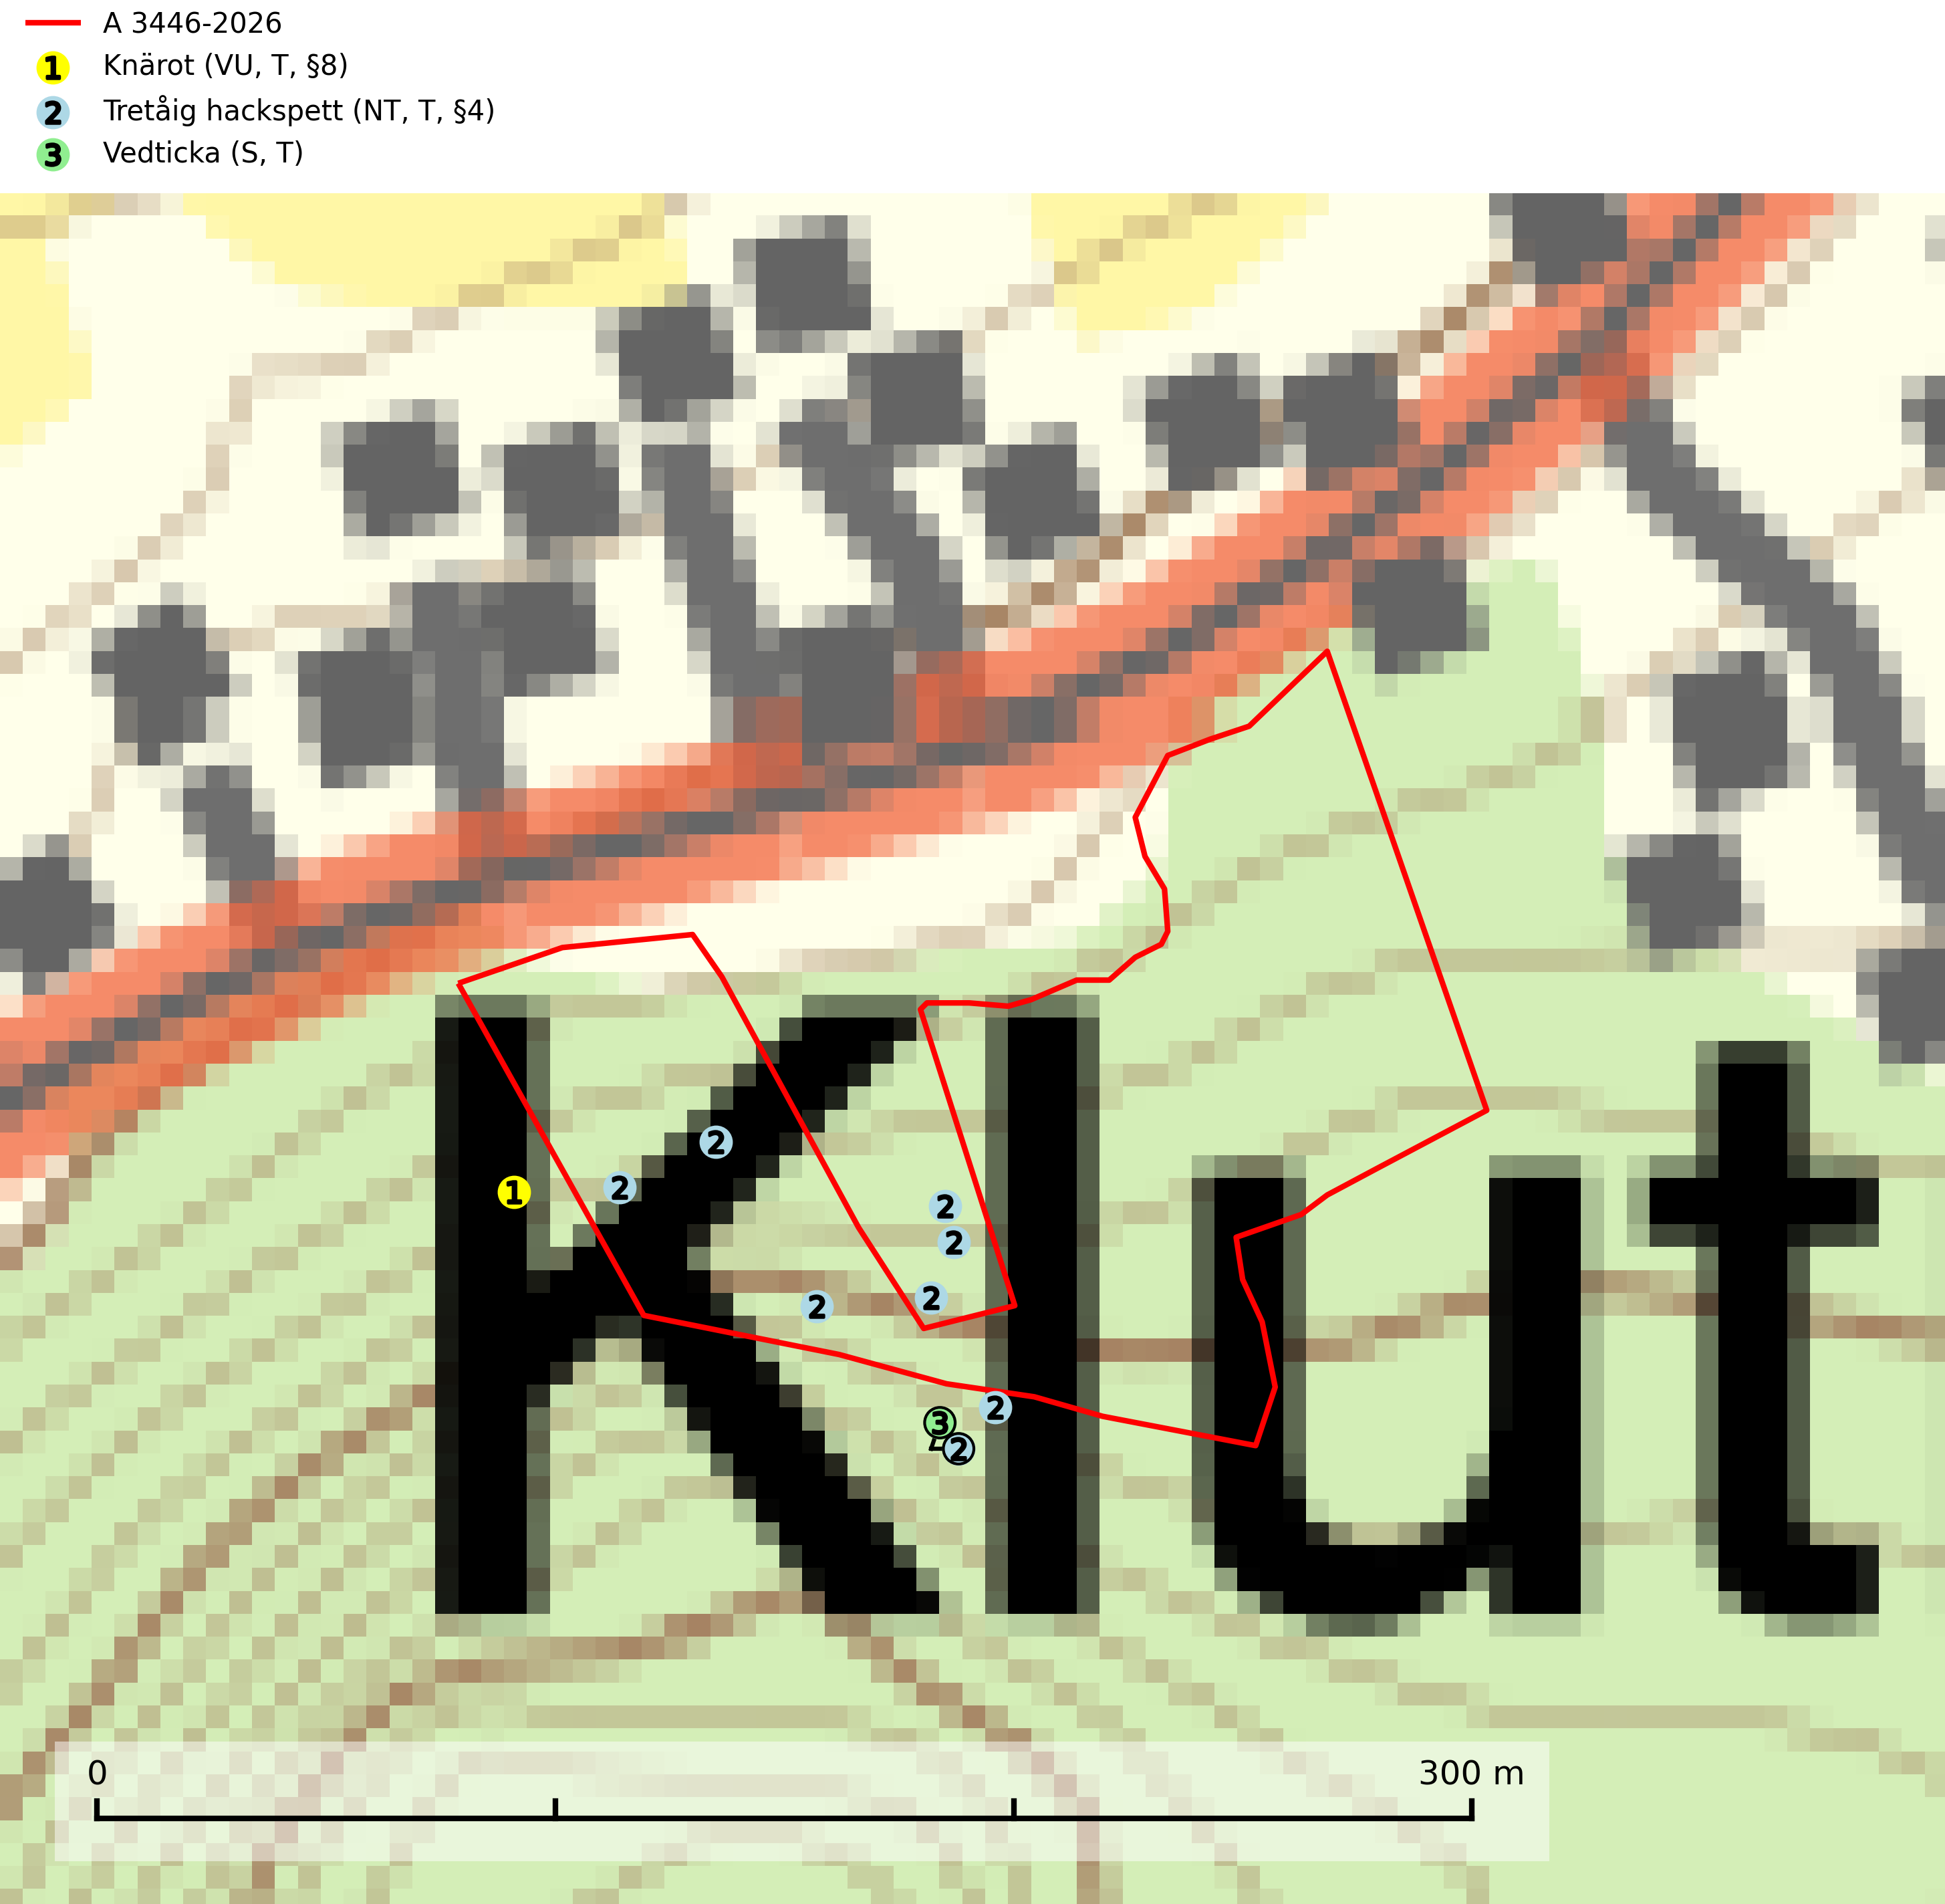 A 3446-2026
1 Knärot (VU, T, §8)
2 Tretåig hackspett (NT, T, §4)
3 Vedticka (S, T)
Klut
2
1
2
2
2
2
2
2
3
2
0
300 m